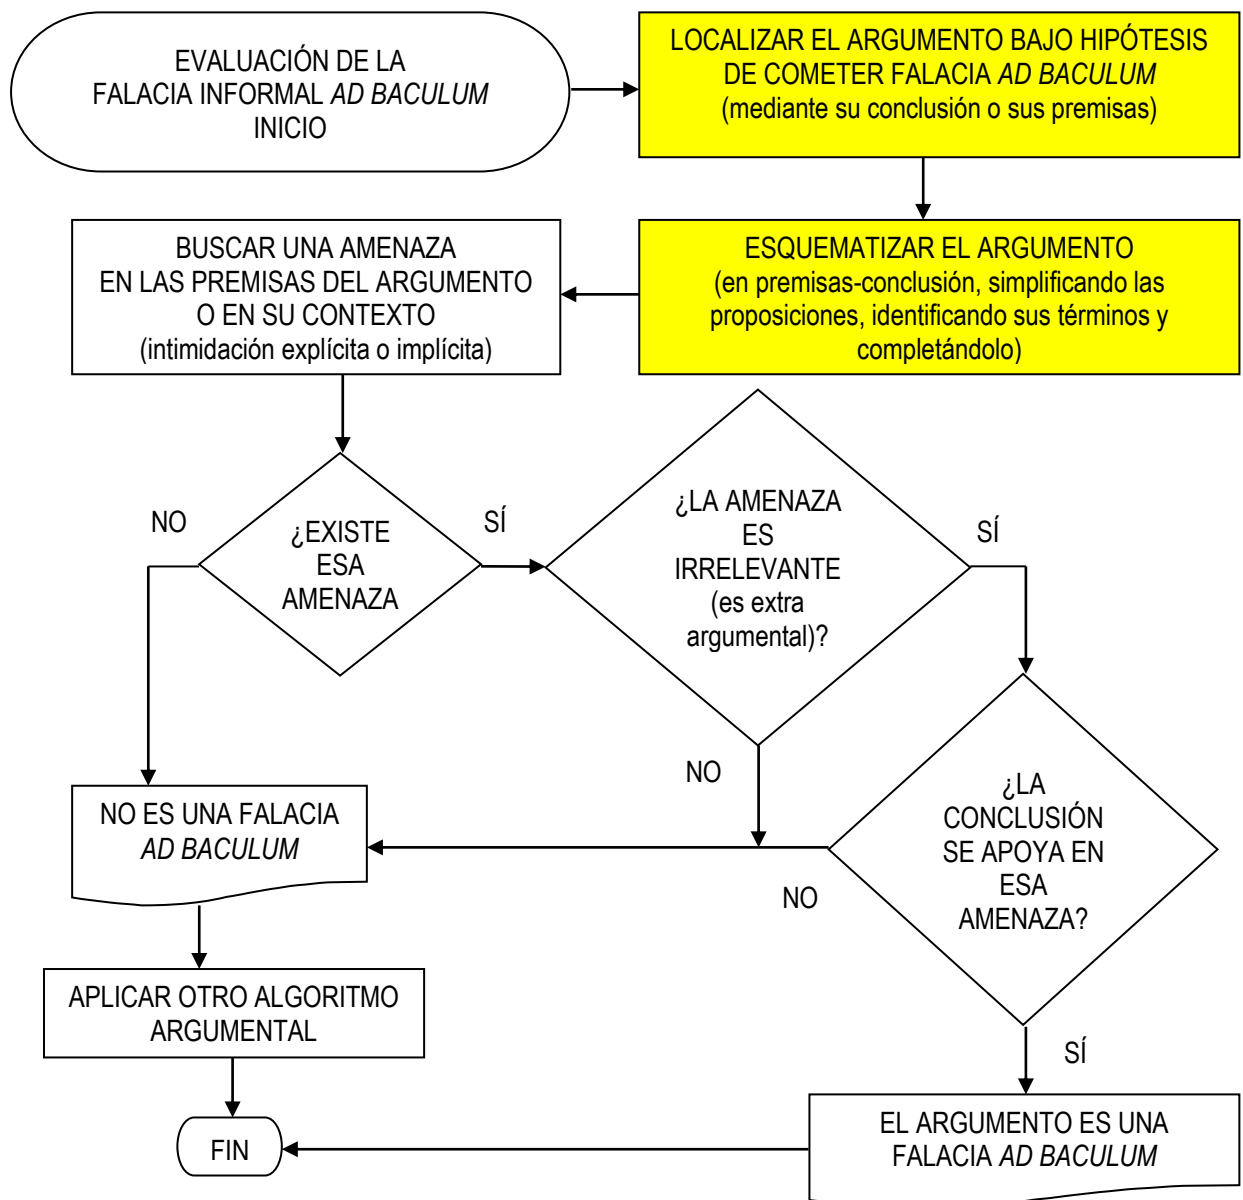 EVALUACIÓN DE LA
FALACIA INFORMAL AD BACULUM
INICIO
LOCALIZAR EL ARGUMENTO BAJO HIPÓTESIS
DE COMETER FALACIA AD BACULUM
(mediante su conclusión o sus premisas)
ESQUEMATIZAR EL ARGUMENTO
(en premisas-conclusión, simplificando las
proposiciones, identificando sus términos y
completándolo)
BUSCAR UNA AMENAZA
EN LAS PREMISAS DEL ARGUMENTO
O EN SU CONTEXTO
(intimidación explícita o implícita)
¿EXISTE
ESA
AMENAZA
NO
SÍ
¿LA AMENAZA
ES
IRRELEVANTE
(es extra
argumental)?
SÍ
NO
¿LA
CONCLUSIÓN
SE APOYA EN
ESA
AMENAZA?
NO
SÍ
NO ES UNA FALACIA
AD BACULUM
APLICAR OTRO ALGORITMO
ARGUMENTAL
EL ARGUMENTO ES UNA
FALACIA AD BACULUM
FIN